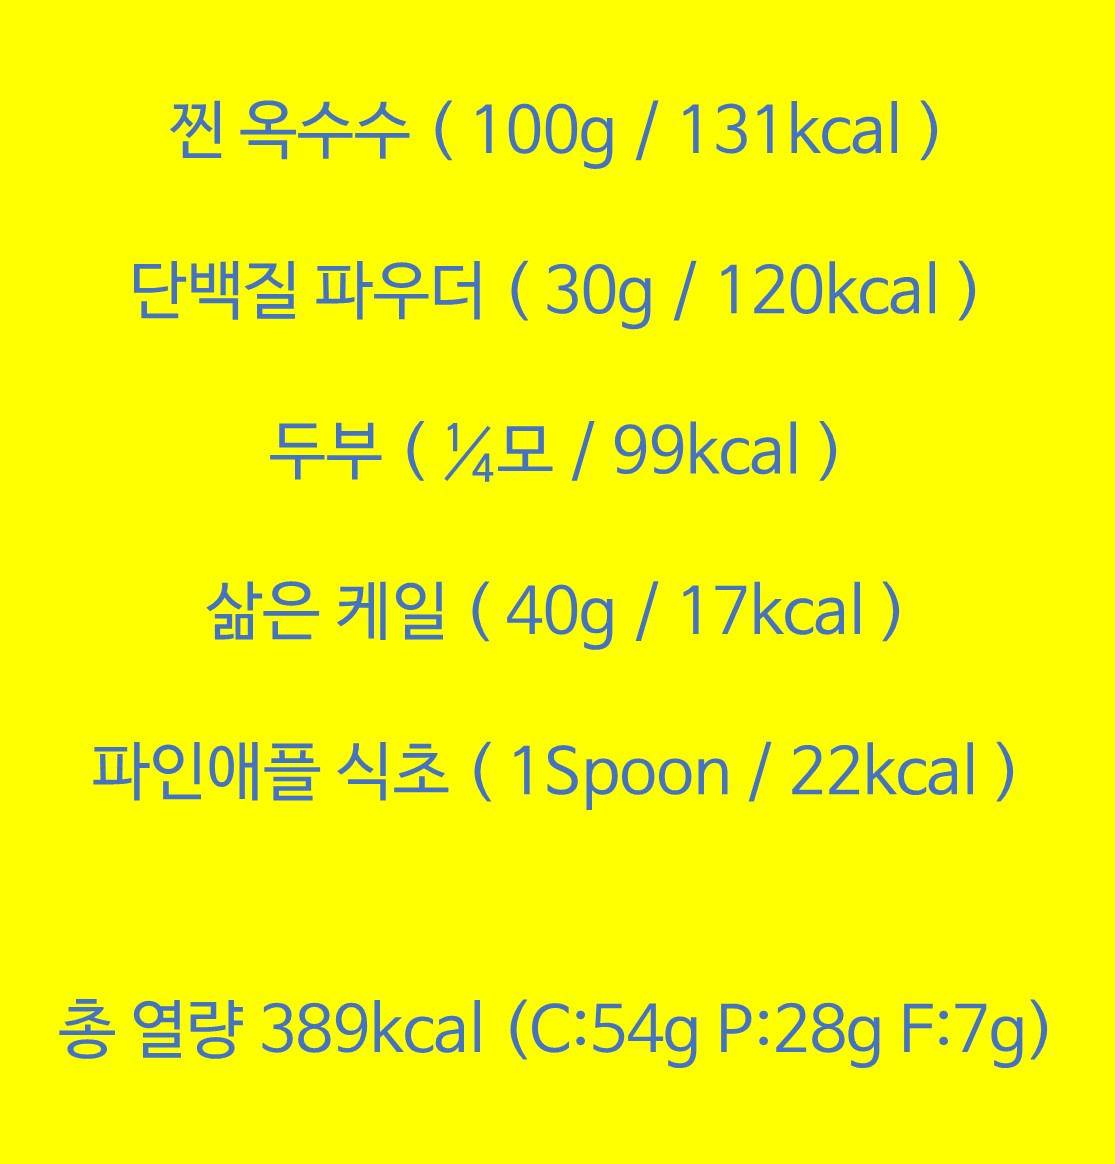 찐 옥수수 ( 100g / 131kcal )
단백질 파우더 ( 30g / 120kcal )
두부 ( ¼모 / 99kcal )
삶은 케일 ( 40g / 17kcal )
파인애플 식초 ( 1Spoon / 22kcal )
총 열량 389kcal (C:54g P:28g F:7g)